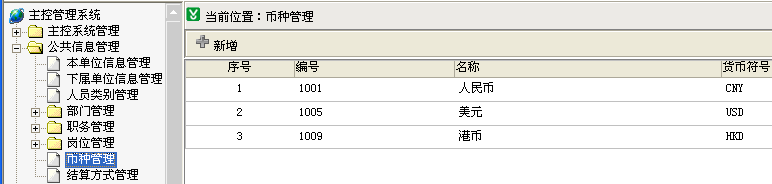 主控管理系统
主控系统管理
公共信息管理
本单位信息管理
下属单位信息管理
人员类别管理
部门管理
职务管理
岗位管理
币种管理
结算方式管理
当前位置：币种管理
新增
序号 编号 名称 货币符号
1 1001 人民币 CNY
2 1005 美元 USD
3 1009 港币 HKD